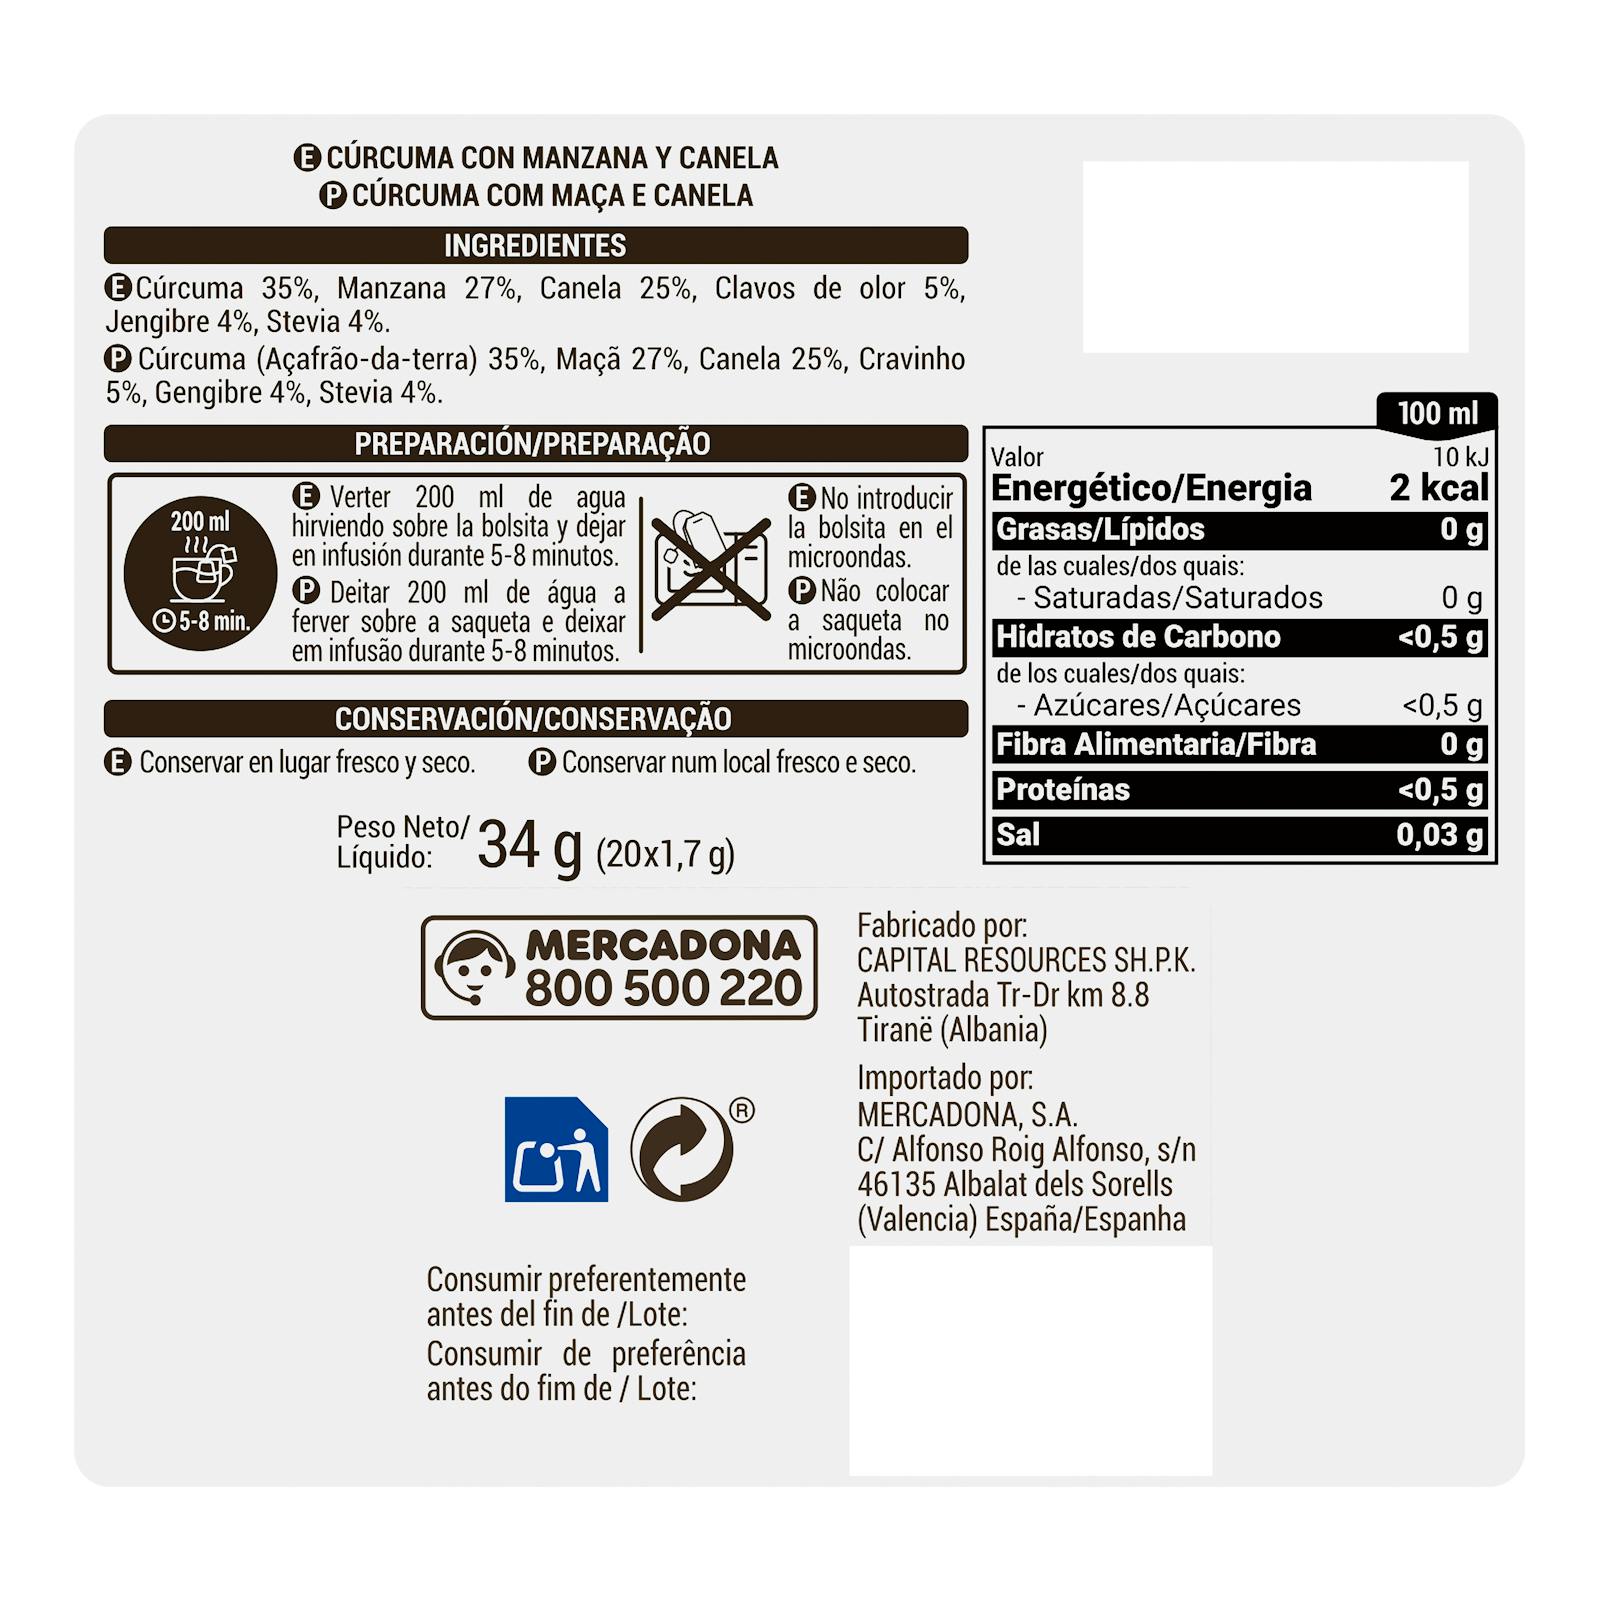 E CÚRCUMA CON MANZANA Y CANELA
P CÚRCUMA COM MAÇA E CANELA
INGREDIENTES
E Cúrcuma 35%, Manzana 27%, Canela 25%, Clavos de olor 5%,
Jengibre 4%, Stevia 4%.
P Cúrcuma (Açafrão-da-terra) 35%, Maçã 27%, Canela 25%, Cravinho
5%, Gengibre 4%, Stevia 4%.
PREPARACIÓN/PREPARAÇÃO
200 ml
5-8 min.
E Verter 200 ml de agua
hirviendo sobre la bolsita y dejar
en infusión durante 5-8 minutos.
P Deitar 200 ml de água a
ferver sobre a saqueta e deixar
em infusão durante 5-8 minutos.
E No introducir
la bolsita en el
microondas.
P Não colocar
a saqueta no
microondas.
CONSERVACIÓN/CONSERVAÇÃO
E Conservar en lugar fresco y seco.
P Conservar num local fresco e seco.
Peso Neto/
Líquido:
34 g (20x1,7 g)
100 ml
Valor 10 kJ
Energético/Energia 2 kcal
Grasas/Lípidos 0 g
de las cuales/dos quais:
- Saturadas/Saturados 0 g
Hidratos de Carbono <0,5 g
de los cuales/dos quais:
- Azúcares/Açúcares <0,5 g
Fibra Alimentaria/Fibra 0 g
Proteínas <0,5 g
Sal 0,03 g
MERCADONA
800 500 220
Fabricado por:
CAPITAL RESOURCES SH.P.K.
Autostrada Tr-Dr km 8.8
Tiranë (Albania)
Importado por:
MERCADONA, S.A.
C/ Alfonso Roig Alfonso, s/n
46135 Albalat dels Sorells
(Valencia) España/Espanha
®
Consumir preferentemente
antes del fin de /Lote:
Consumir de preferência
antes do fim de / Lote: